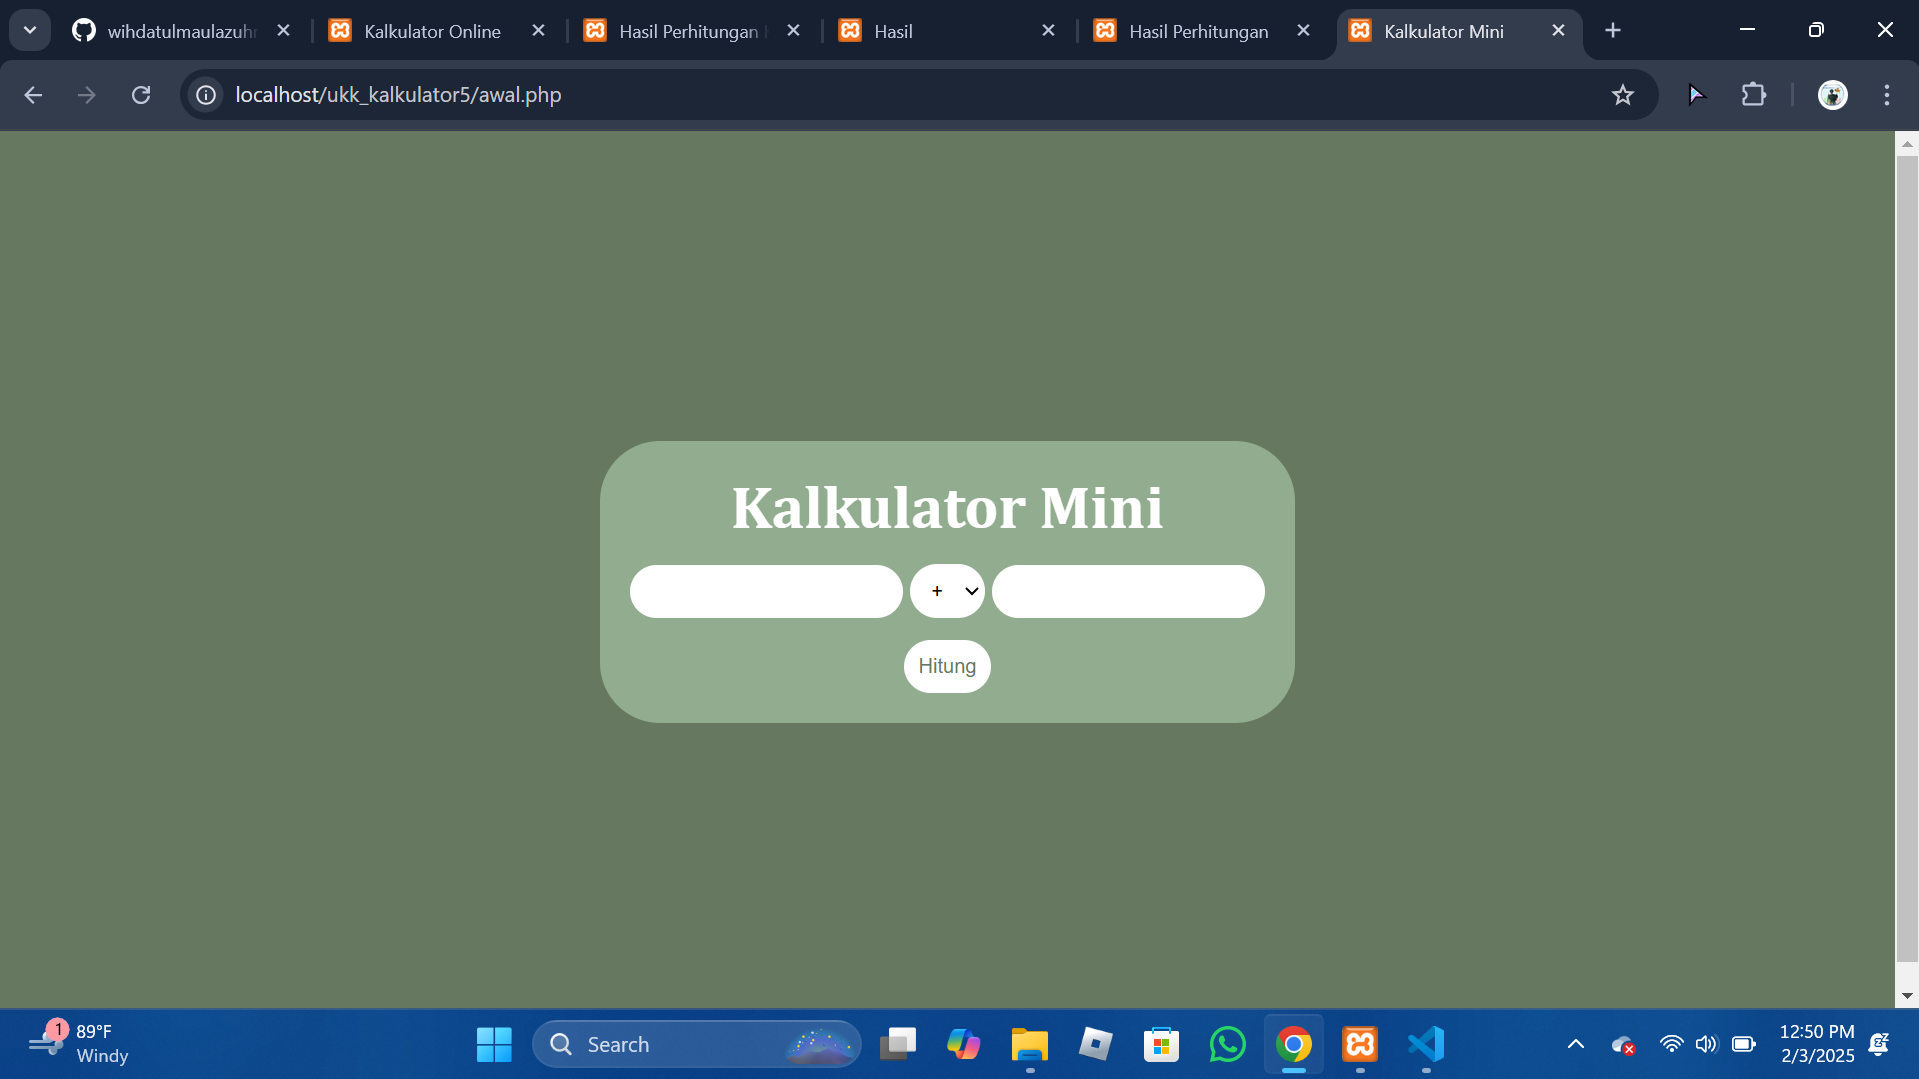 wihdatulmaulazuhr
Kalkulator Online
Hasil Perhitungan
Hasil
Hasil Perhitungan
Kalkulator Mini
localhost/ukk_kalkulator5/awal.php
Kalkulator Mini
+
Hitung
1
89°F
Windy
Search
12:50 PM
2/3/2025